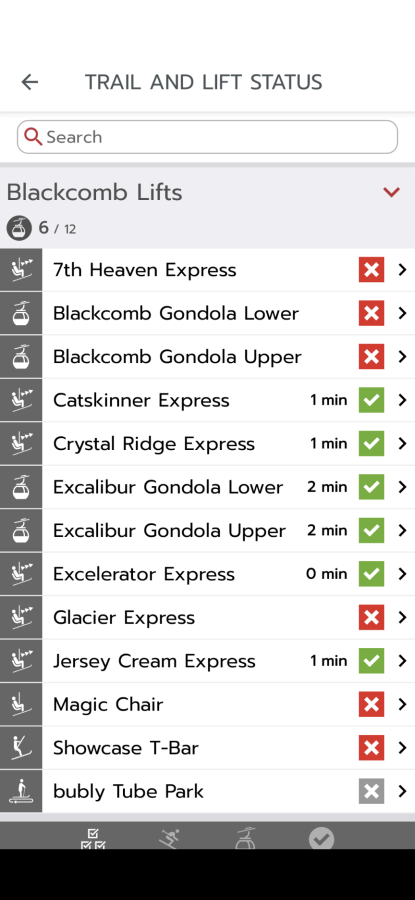 TRAIL AND LIFT STATUS
Search
Blackcomb Lifts
6 / 12
7th Heaven Express
Blackcomb Gondola Lower
Blackcomb Gondola Upper
Catskinner Express 1 min
Crystal Ridge Express 1 min
Excalibur Gondola Lower 2 min
Excalibur Gondola Upper 2 min
Excelerator Express 0 min
Glacier Express
Jersey Cream Express 1 min
Magic Chair
Showcase T-Bar
bubly Tube Park